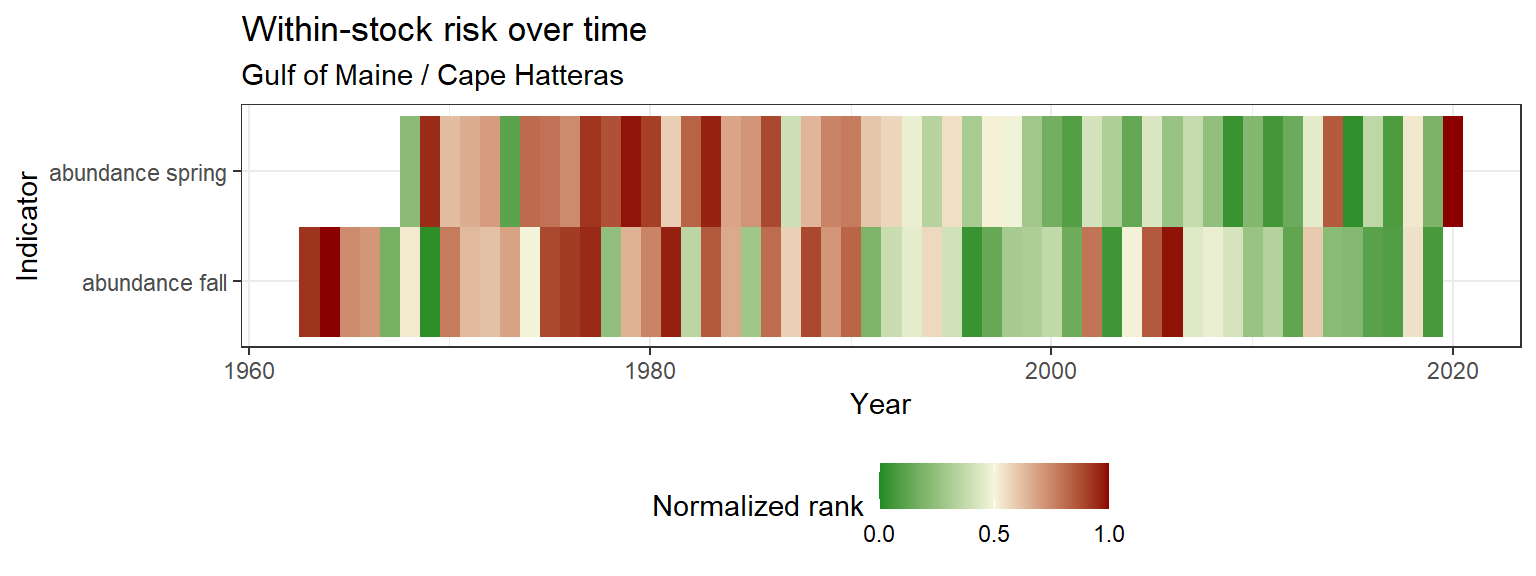 Within-stock risk over time
Gulf of Maine / Cape Hatteras
Indicator
abundance spring
abundance fall
1960 1980 2000 2020
Year
Normalized rank
0.0 0.5 1.0